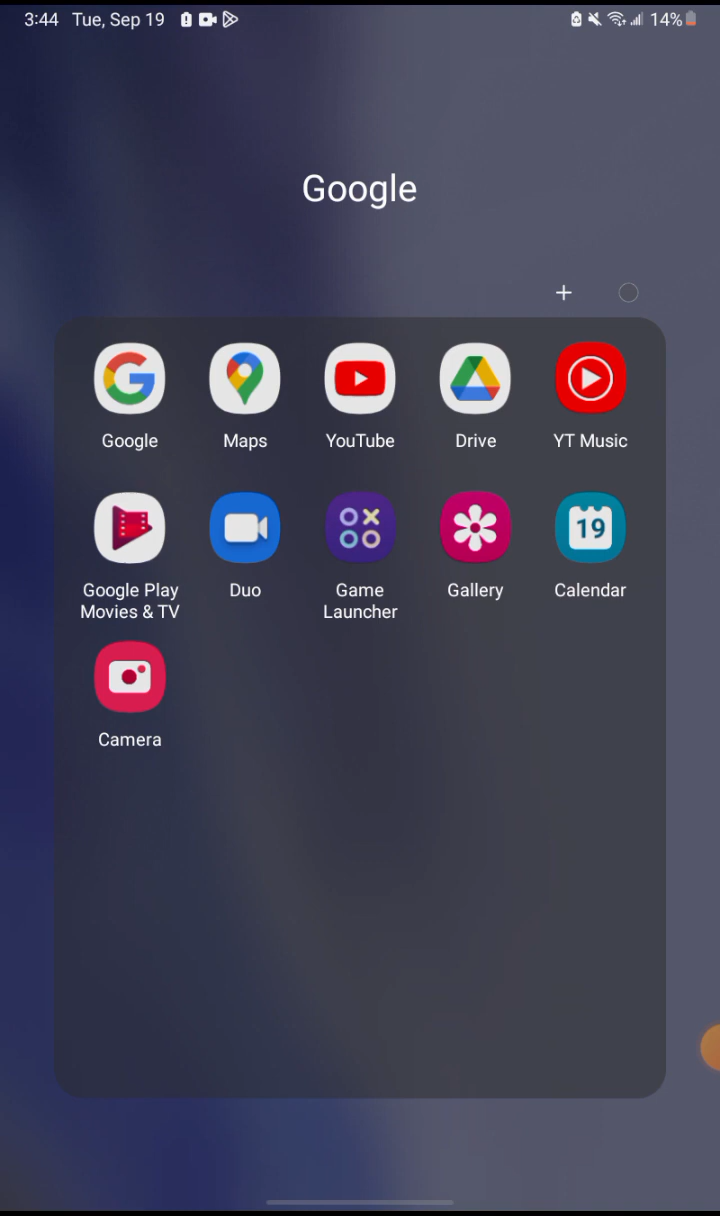 3:44 Tue, Sep 19 14%
Google
+
Google Maps YouTube Drive YT Music
19
Google Play Duo Game Gallery Calendar
Movies & TV Launcher
Camera